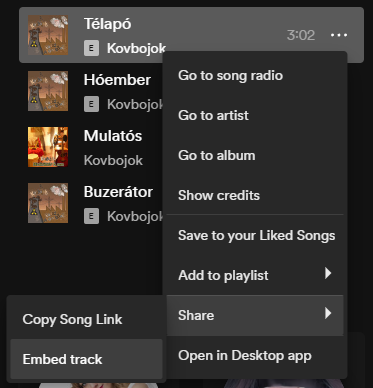 Télapó
E Kovbojok
3:02 •••
Hóember
E Kovbojok
Mulatós
Kovbojok
Buzerátor
E Kovbojok
Go to song radio
Go to artist
Go to album
Show credits
Save to your Liked Songs
Add to playlist
Share
Open in Desktop app
Copy Song Link
Embed track